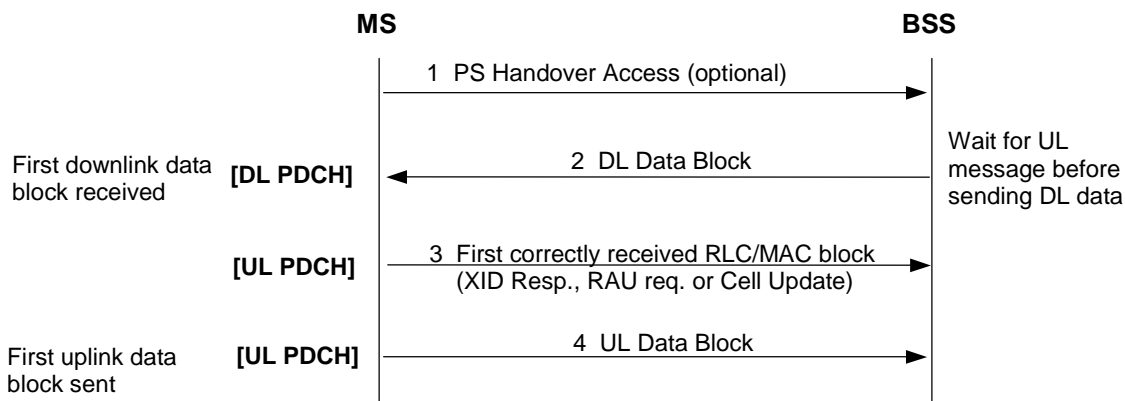 MS
BSS
1 PS Handover Access (optional)
First downlink data
block received
[DL PDCH]
2 DL Data Block
Wait for UL
message before
sending DL data
[UL PDCH]
3 First correctly received RLC/MAC block
(XID Resp., RAU req. or Cell Update)
First uplink data
block sent
[UL PDCH]
4 UL Data Block